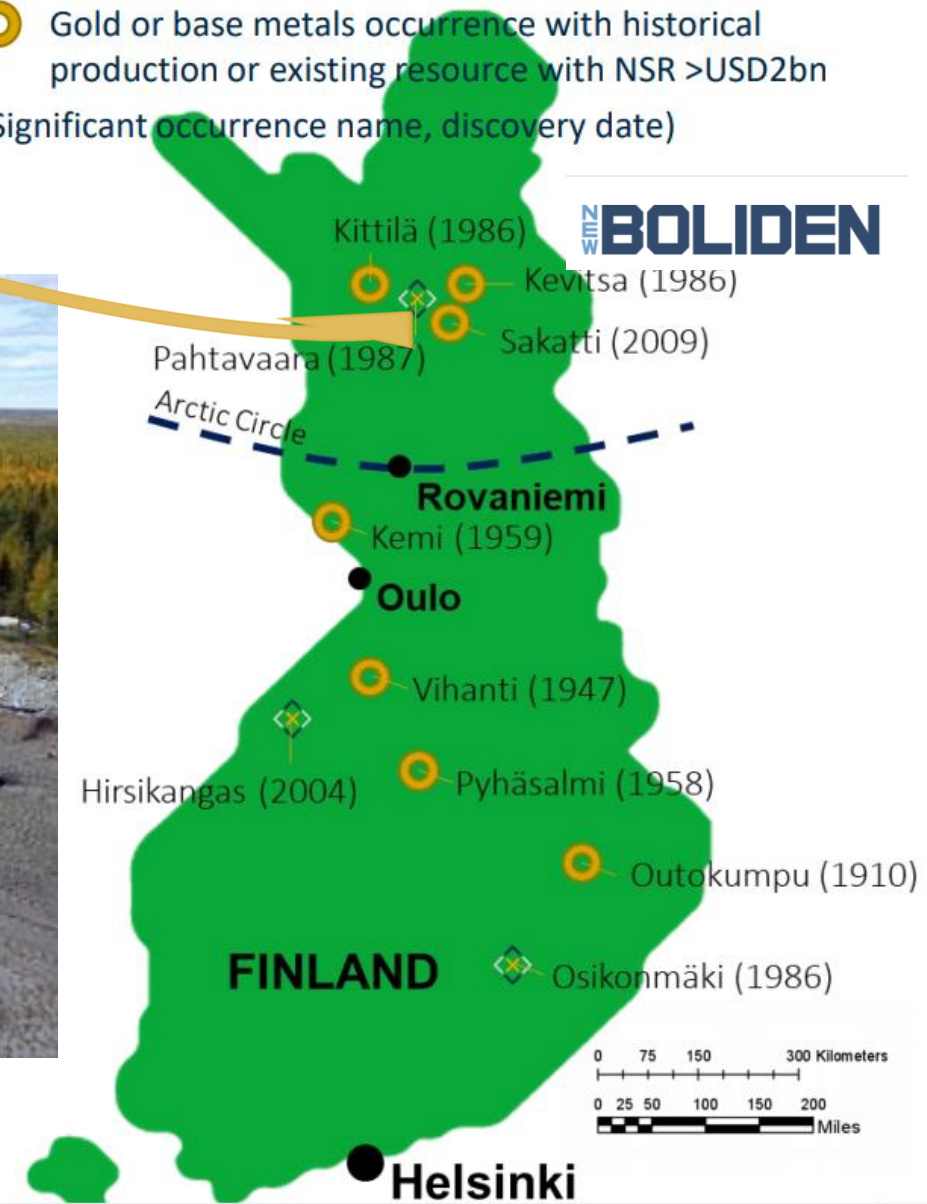 Gold or base metals occurrence with historical
production or existing resource with NSR >USD2bn
Significant occurrence name, discovery date)
NEW BOLIDEN
Kittilä (1986)
Kevitsa (1986)
Sakatti (2009)
Pahtavaara (1987)
Arctic Circle
Rovaniemi
Kemi (1959)
Oulo
Vihanti (1947)
Hirsikangas (2004)
Pyhäsalmi (1958)
Outokumpu (1910)
FINLAND
Osikonmäki (1986)
0 75 150 300 Kilometers
0 25 50 100 150 200
Miles
Helsinki